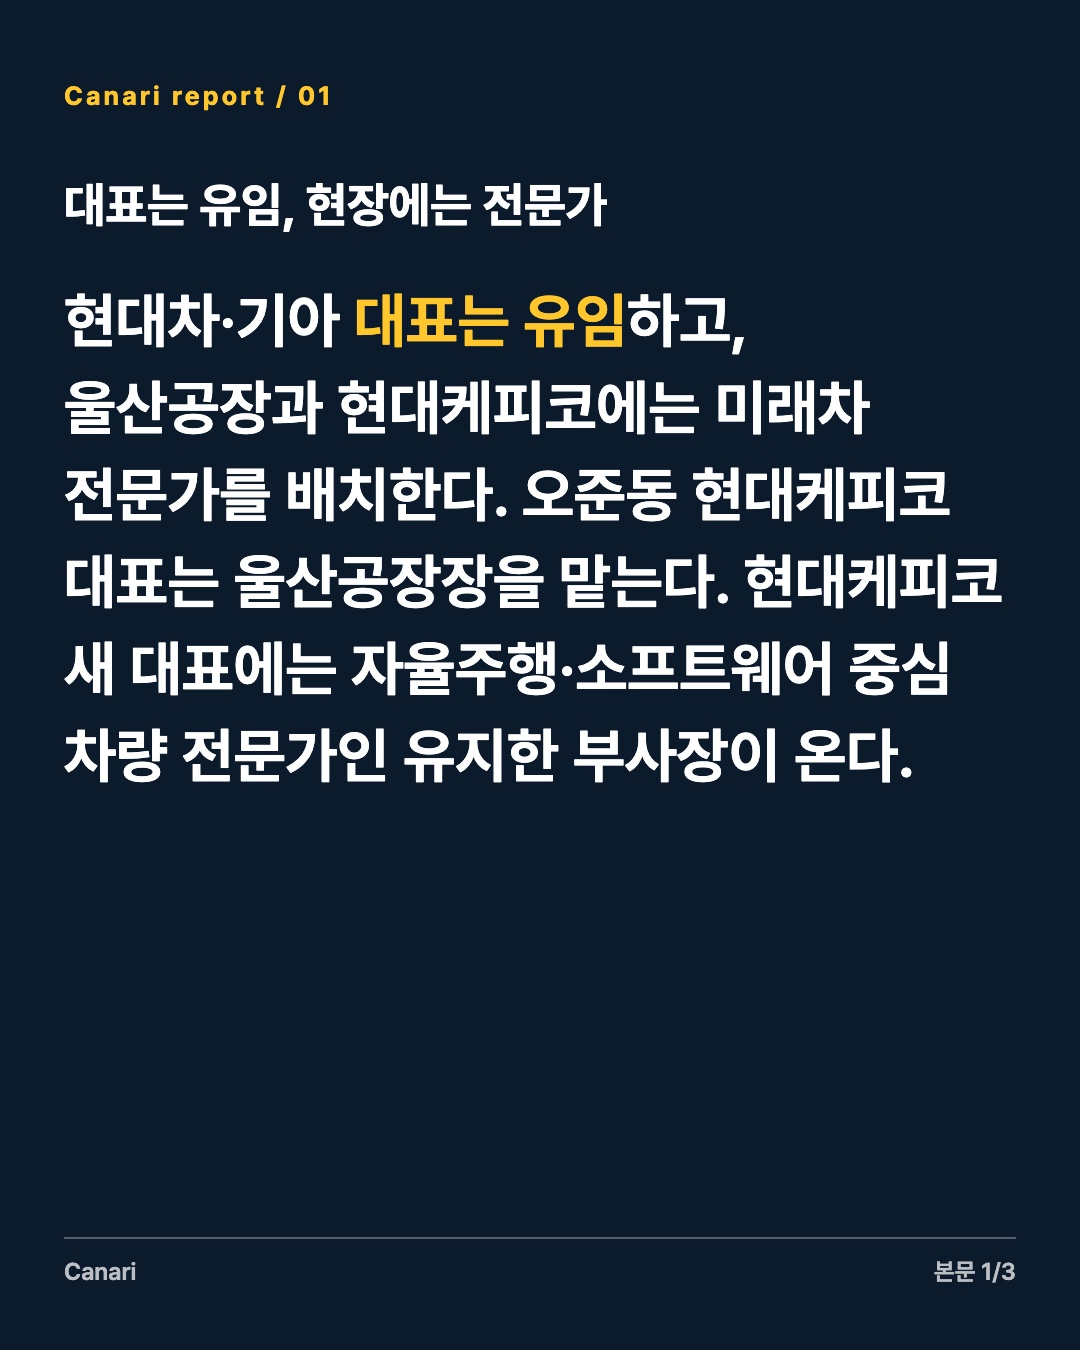 Canari report / 01
대표는 유임, 현장에는 전문가
현대차·기아 대표는 유임하고,
울산공장과 현대케피코에는 미래차
전문가를 배치한다. 오준동 현대케피코
대표는 울산공장장을 맡는다. 현대케피코
새 대표에는 자율주행·소프트웨어 중심
차량 전문가인 유지한 부사장이 온다.
Canari
본문 1/3